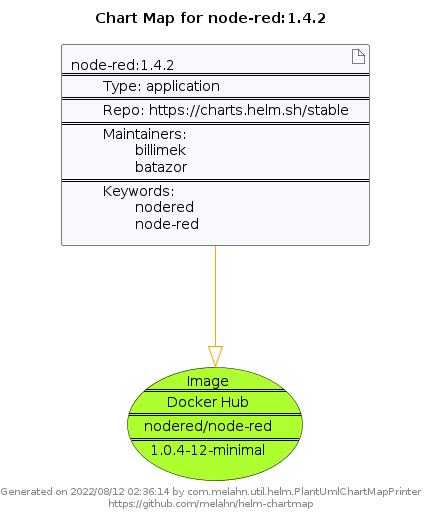 Chart Map for node-red:1.4.2
node-red:1.4.2
Type: application
Repo: https://charts.helm.sh/stable
Maintainers:
billimek
batazor
Keywords:
nodered
node-red
Image
Docker Hub
nodered/node-red
1.0.4-12-minimal
Generated on 2022/08/12 02:36:14 by com.melahn.util.helm.PlantUmlChartMapPrinter
https://github.com/melahn/helm-chartmap